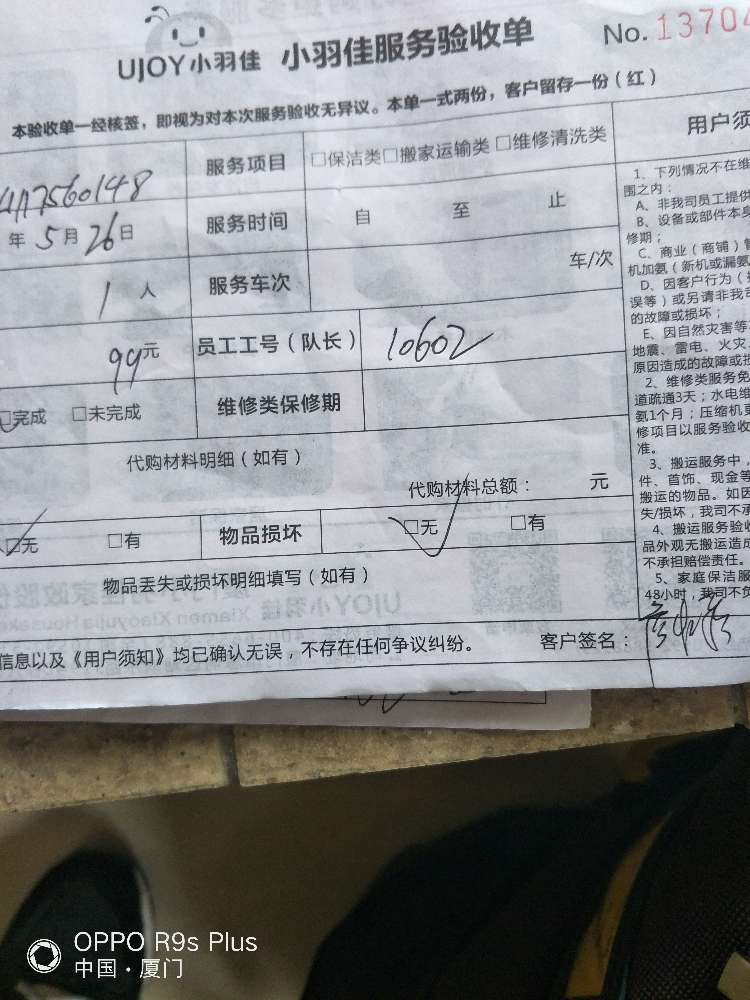 UJOY小羽佳 小羽佳服务验收单 No. 13704
本验收单一经核签，即视为对本次服务验收无异议。本单一式两份，客户留存一份（红）
7560148 服务项目 □保洁类□搬家运输类 □维修清洗类
年5月26日 服务时间 自 至 止
1人 服务车次 车/次
99元 员工工号（队长） 10602
□完成 □未完成 维修类保修期
代购材料明细（如有）
代购材料总额： 元
□无 □有 物品损坏 □无 □有
物品丢失或损坏明细填写（如有）
信息以及《用户须知》均已确认无误，不存在任何争议纠纷。 客户签名：
用户须
1、下列情况不在维
围之内：
A、非我司员工提供
B、设备或部件本身
修期；
C、商业（商铺）
机加氨（新机或漏氨
D、因客户行为（
误等）或另请非我司
的故障或损坏；
E、因自然灾害等
地震、雷电、火灾、
原因造成的故障或损
2、维修类服务免
道疏通3天；水电维
氨1个月；压缩机更
修项目以服务验收
准。
3、搬运服务中，
件、首饰、现金等
搬运的物品。如因
失/损坏，我司不承
4、搬运服务验收
品外观无搬运造成
不承担赔偿责任。
5、家庭保洁服
48小时，我司不负
OPPO R9s Plus
中国·厦门